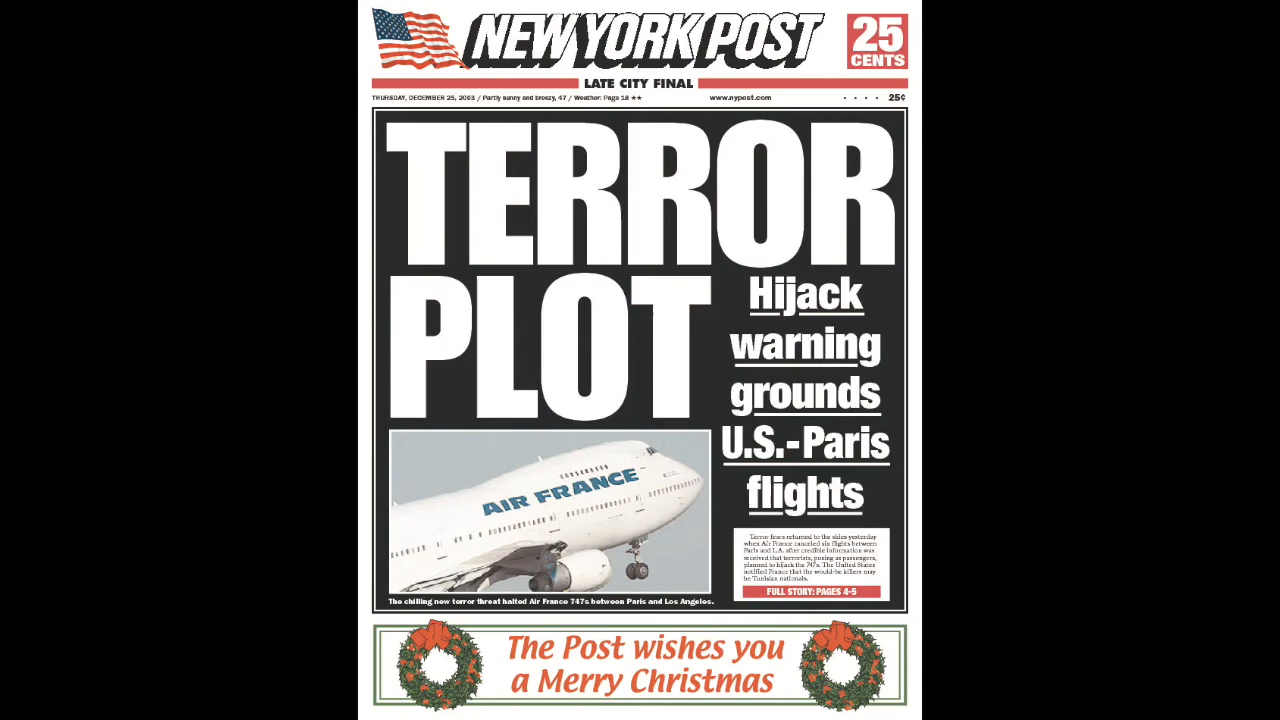 NEW YORK POST
25
CENTS
LATE CITY FINAL
THURSDAY, DECEMBER 25, 2003 / Partly sunny and breezy, 47 / Weather: Page 18 ★★
www.nypost.com
25¢
TERROR
PLOT
Hijack
warning
grounds
U.S.-Paris
flights
AIR FRANCE
Terror fears returned to the skies yesterday
when Air France canceled six flights between
Paris and L.A. after credible information was
received that terrorists, posing as passengers,
planned to hijack the 747s. The United States
notified France that the would-be killers may
be Tunisian nationals.
FULL STORY: PAGES 4-5
The chilling new terror threat halted Air France 747s between Paris and Los Angeles.
The Post wishes you
a Merry Christmas